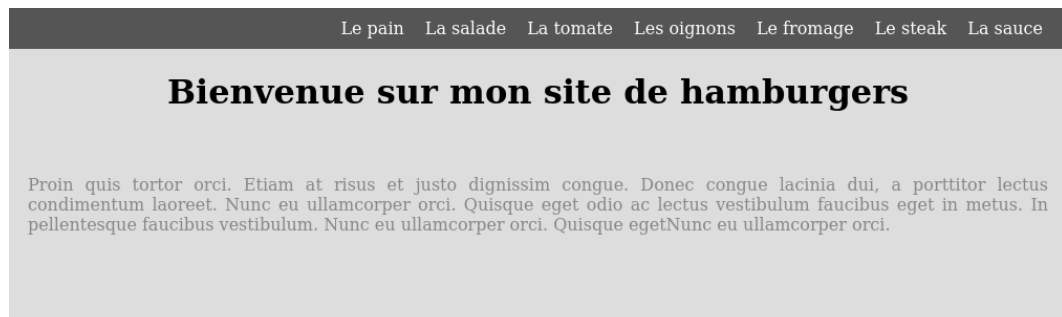 Le pain La salade La tomate Les oignons Le fromage Le steak La sauce
Bienvenue sur mon site de hamburgers
Proin quis tortor orci. Etiam at risus et justo dignissim congue. Donec congue lacinia dui, a porttitor lectus
condimentum laoreet. Nunc eu ullamcorper orci. Quisque eget odio ac lectus vestibulum faucibus eget in metus. In
pellentesque faucibus vestibulum. Nunc eu ullamcorper orci. Quisque egetNunc eu ullamcorper orci.